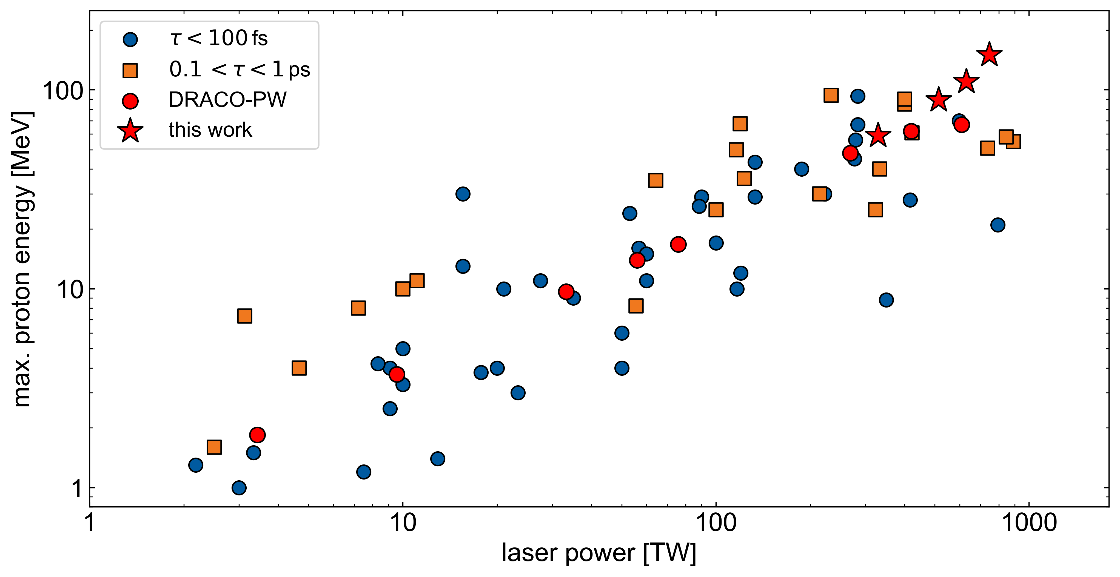 τ < 100 fs
0.1 < τ < 1 ps
DRACO-PW
this work
max. proton energy [MeV]
100
10
1
1 10 100 1000
laser power [TW]